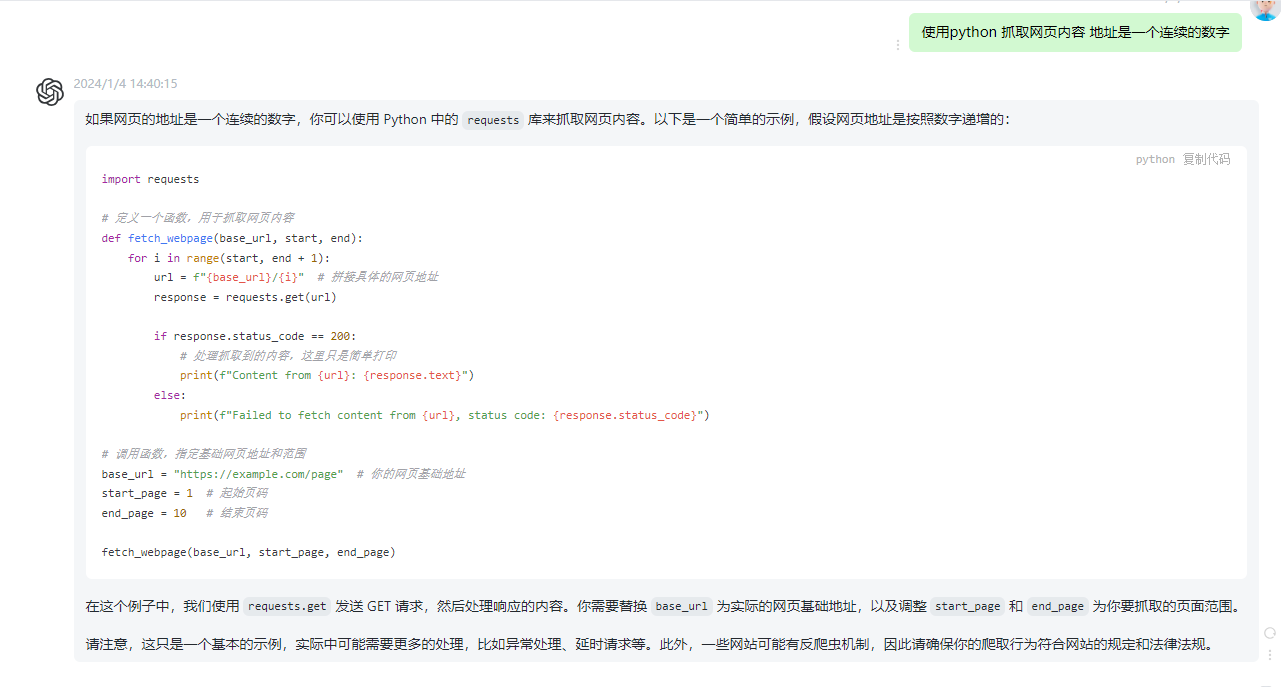 使用python 抓取网页内容 地址是一个连续的数字
2024/1/4 14:40:15
如果网页的地址是一个连续的数字，你可以使用 Python 中的 requests 库来抓取网页内容。以下是一个简单的示例，假设网页地址是按照数字递增的：
python 复制代码
import requests
# 定义一个函数，用于抓取网页内容
def fetch_webpage(base_url, start, end):
    for i in range(start, end + 1):
        url = f"{base_url}/{i}"  # 拼接具体的网页地址
        response = requests.get(url)
        if response.status_code == 200:
            # 处理抓取到的内容，这里只是简单打印
            print(f"Content from {url}: {response.text}")
        else:
            print(f"Failed to fetch content from {url}, status code: {response.status_code}")
# 调用函数，指定基础网页地址和范围
base_url = "https://example.com/page"  # 你的网页基础地址
start_page = 1  # 起始页码
end_page = 10   # 结束页码
fetch_webpage(base_url, start_page, end_page)
在这个例子中，我们使用 requests.get 发送 GET 请求，然后处理响应的内容。你需要替换 base_url 为实际的网页基础地址，以及调整 start_page 和 end_page 为你要抓取的页面范围。
请注意，这只是一个基本的示例，实际中可能需要更多的处理，比如异常处理、延时请求等。此外，一些网站可能有反爬虫机制，因此请确保你的爬取行为符合网站的规定和法律法规。